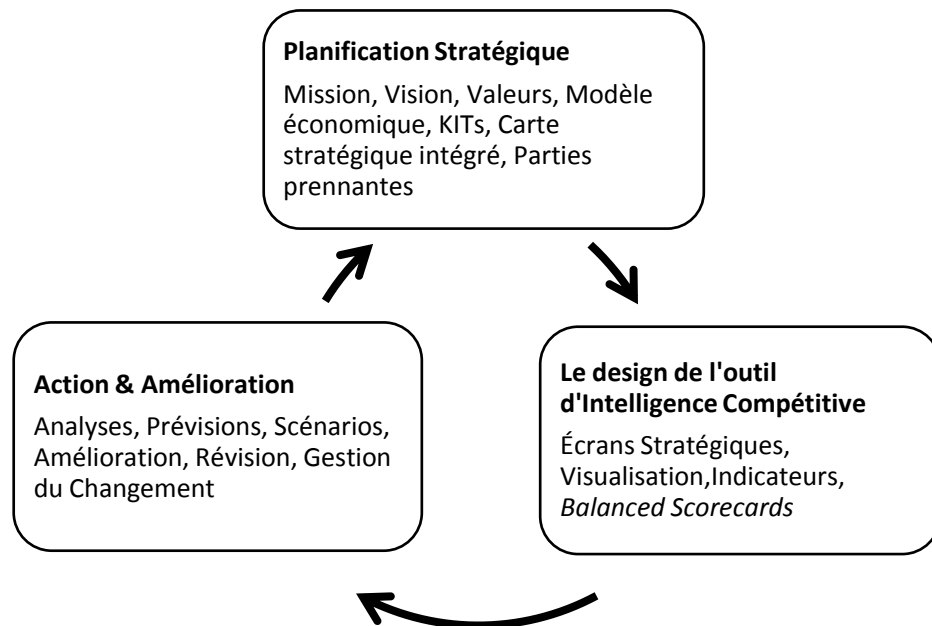 Planification Stratégique
Mission, Vision, Valeurs, Modèle
économique, KITs, Carte
stratégique intégré, Parties
prennantes
Action & Amélioration
Analyses, Prévisions, Scénarios,
Amélioration, Révision, Gestion
du Changement
Le design de l'outil
d'Intelligence Compétitive
Écrans Stratégiques,
Visualisation,Indicateurs,
Balanced Scorecards